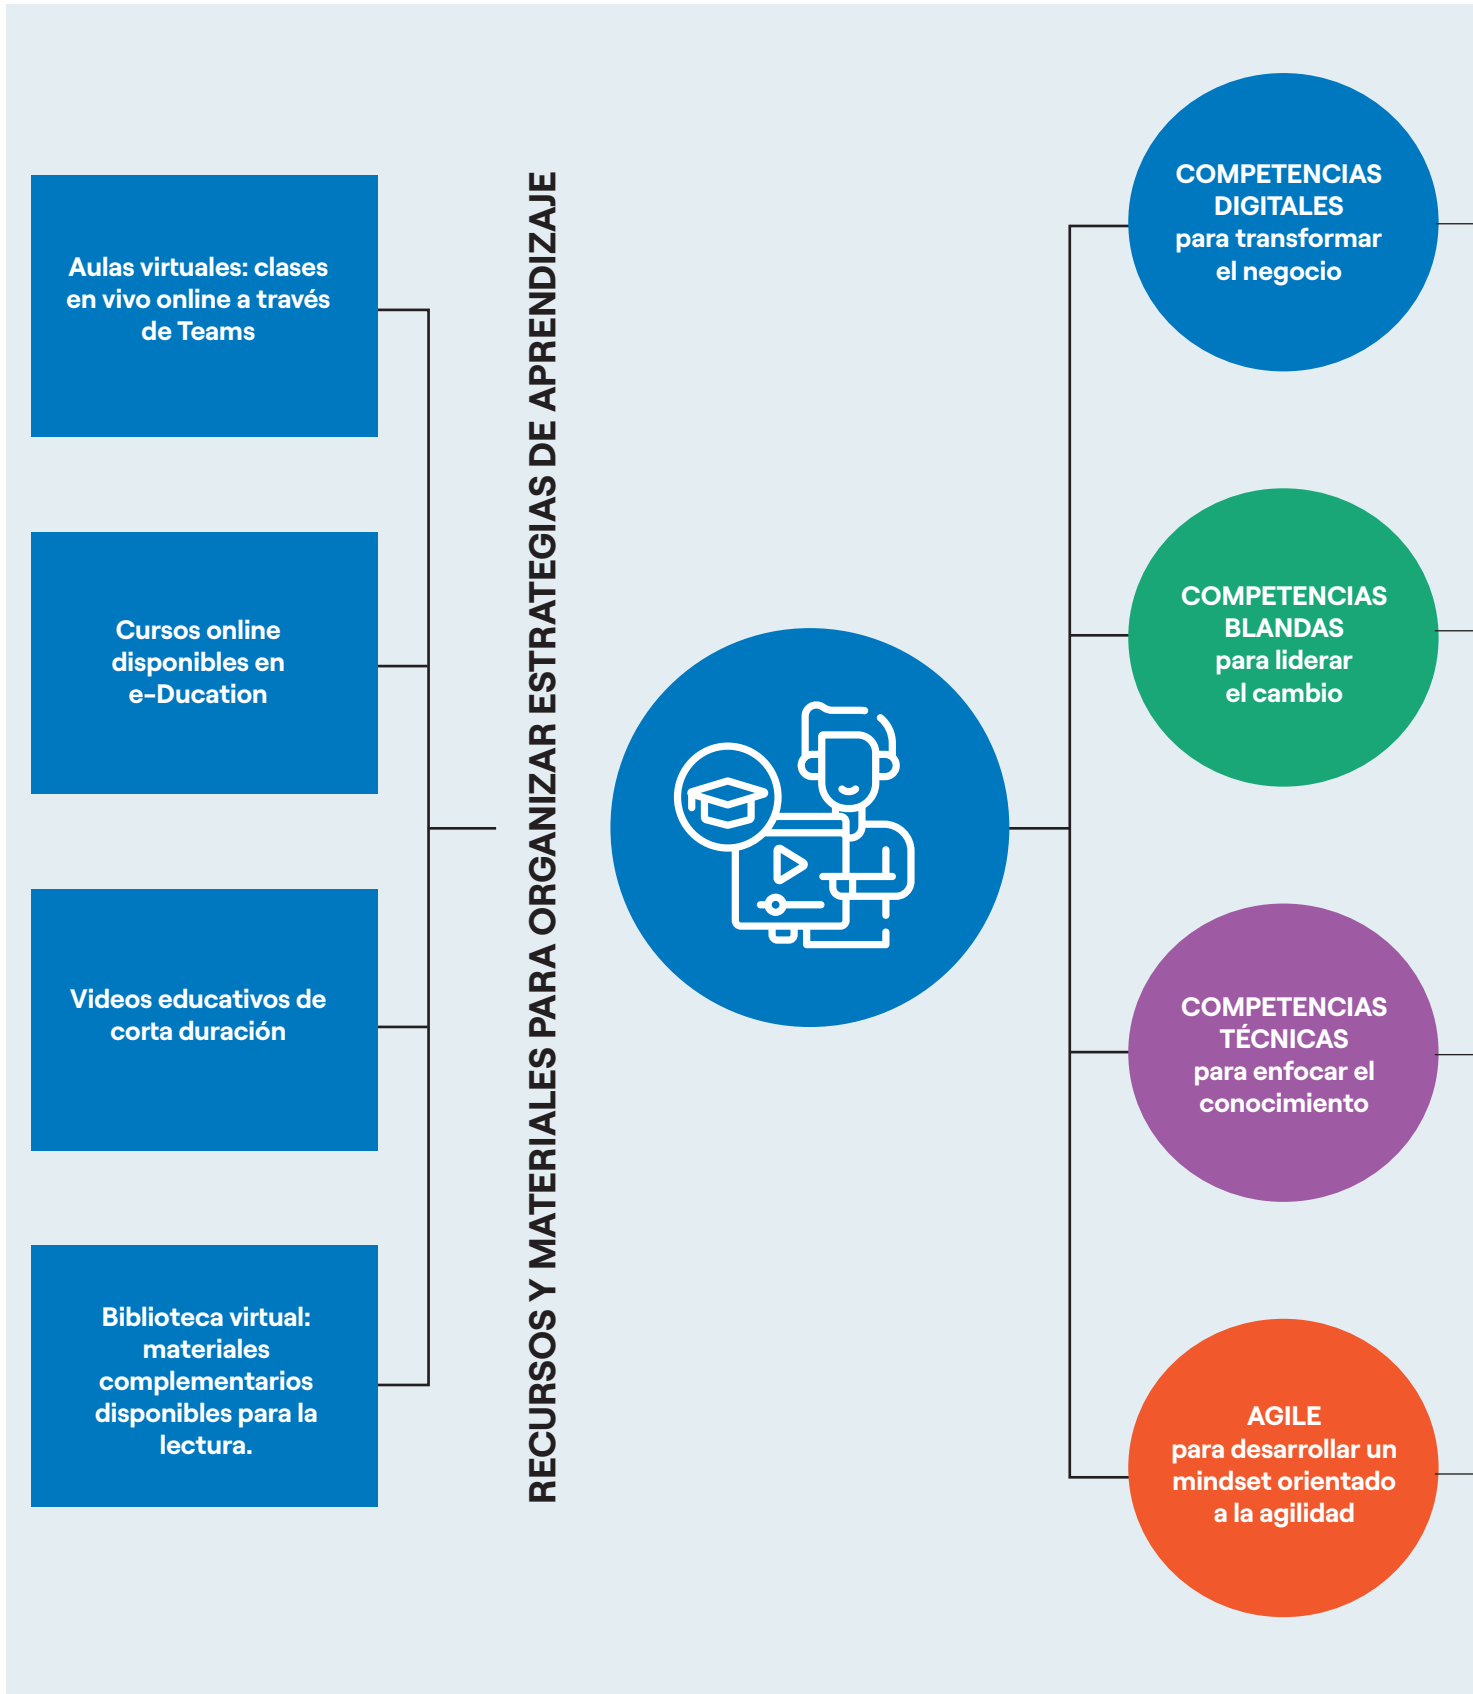 Aulas virtuales: clases
en vivo online a través
de Teams
Cursos online
disponibles en
e-Ducation
Videos educativos de
corta duración
Biblioteca virtual:
materiales
complementarios
disponibles para la
lectura.
RECURSOS Y MATERIALES PARA ORGANIZAR ESTRATEGIAS DE APRENDIZAJE
COMPETENCIAS
DIGITALES
para transformar
el negocio
COMPETENCIAS
BLANDAS
para liderar
el cambio
COMPETENCIAS
TÉCNICAS
para enfocar el
conocimiento
AGILE
para desarrollar un
mindset orientado
a la agilidad